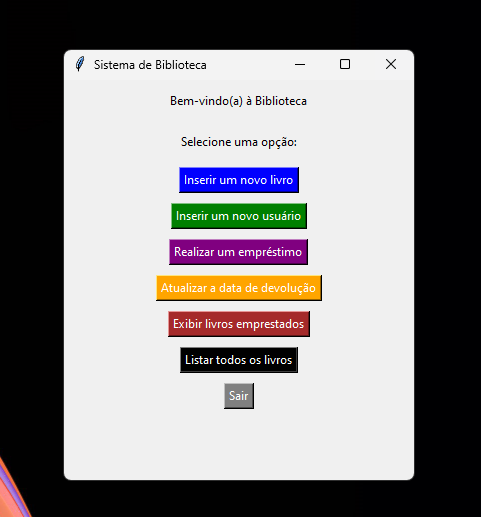 Sistema de Biblioteca
Bem-vindo(a) à Biblioteca
Selecione uma opção:
Inserir um novo livro
Inserir um novo usuário
Realizar um empréstimo
Atualizar a data de devolução
Exibir livros emprestados
Listar todos os livros
Sair